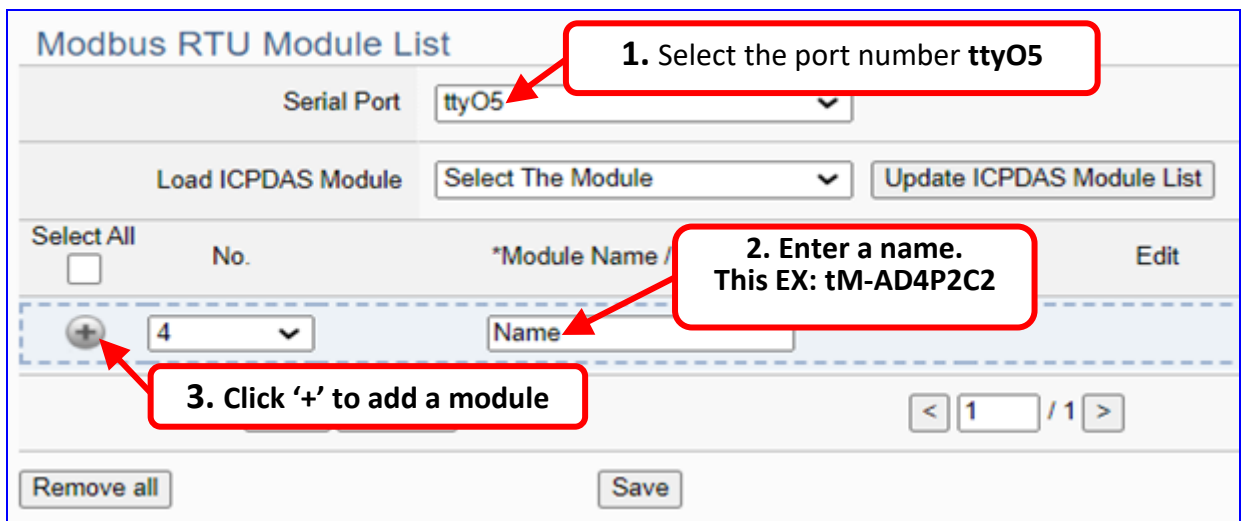 Modbus RTU Module List
1. Select the port number ttyO5
Serial Port ttyO5
Load ICPDAS Module Select The Module Update ICPDAS Module List
Select All
No. *Module Name / Edit
2. Enter a name.
This EX: tM-AD4P2C2
4 Name
3. Click ‘+’ to add a module
< 1 / 1 >
Remove all Save